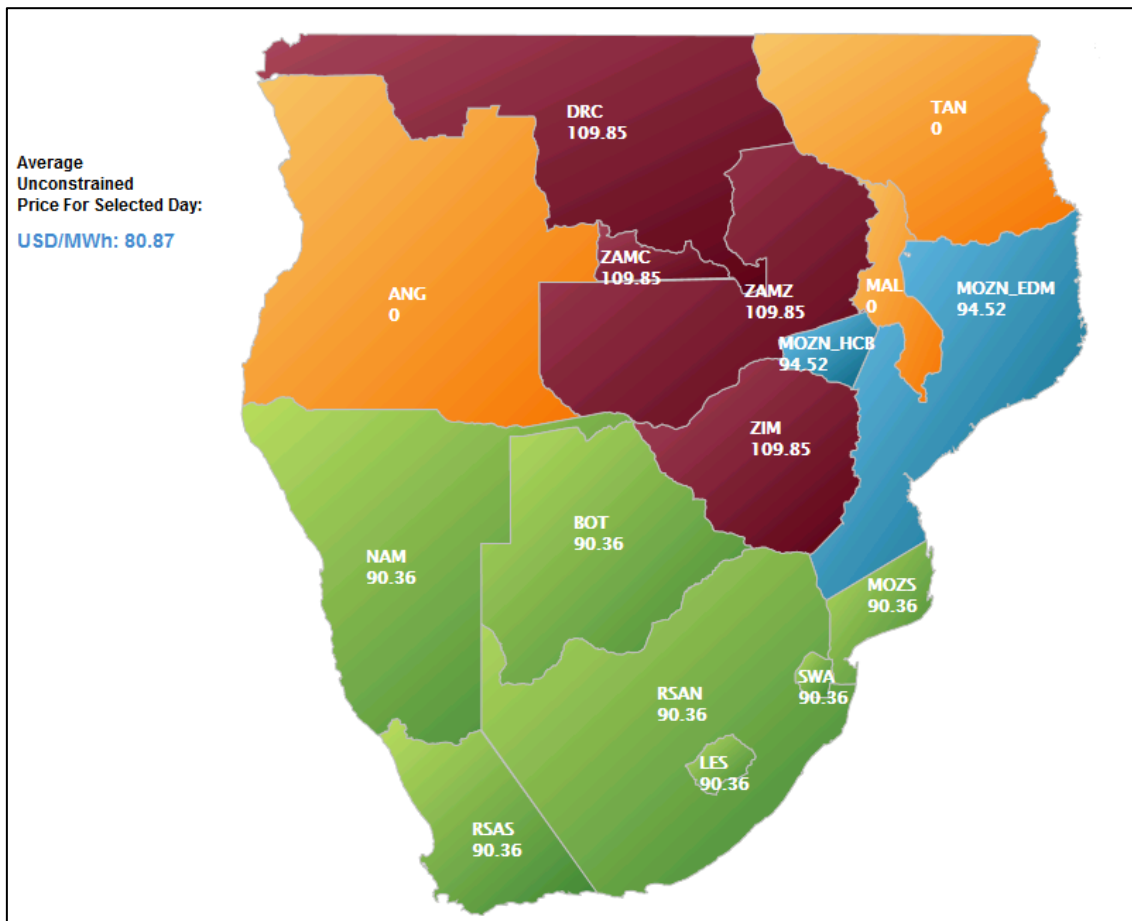 Average
Unconstrained
Price For Selected Day:
USD/MWh: 80.87
DRC
109.85
TAN
0
ZAMC
109.85
ANG
0
ZAMZ
109.85
MAL
0
MOZN_EDM
94.52
MOZN_HCB
94.52
ZIM
109.85
BOT
90.36
NAM
90.36
MOZS
90.36
RSAN
90.36
SWA
90.36
LES
90.36
RSAS
90.36